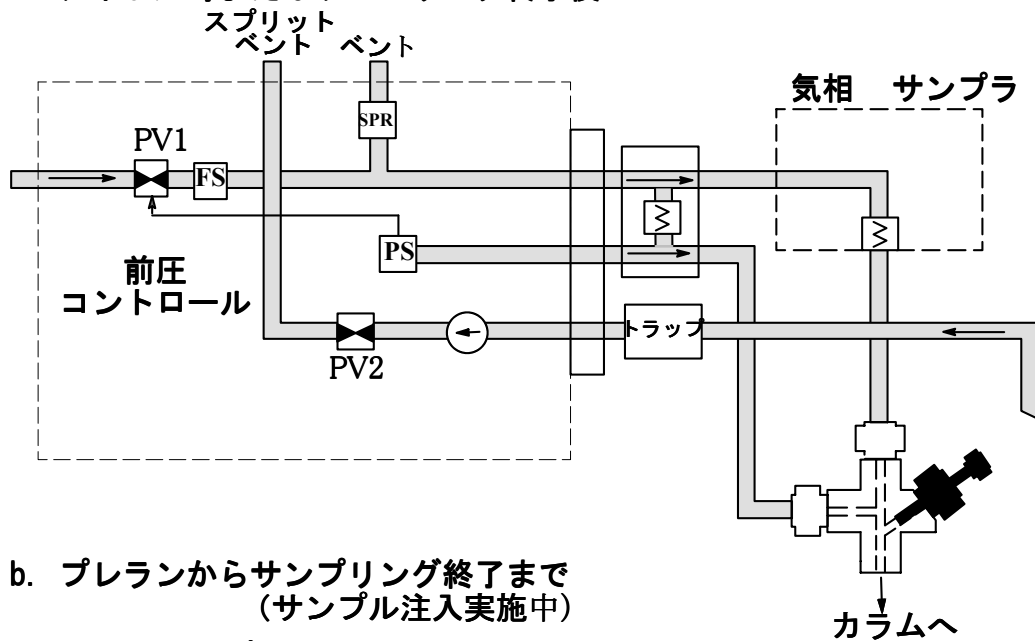 スプリット
ベント
ベント
気相 サンプラ
SPR
PV1
FS
PS
前圧
コントロール
トラップ
PV2
b. プレランからサンプリング終了まで
(サンプル注入実施中)
カラムへ